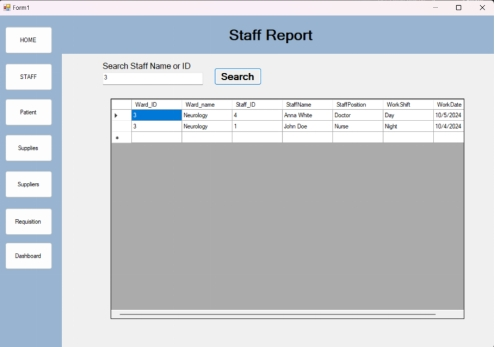 Form1
Staff Report
HOME
STAFF
Patient
Supplies
Suppliers
Requisition
Dashboard
Search Staff Name or ID
3
Search
Ward_ID Ward_name Staff_ID StaffName StaffPosition WorkShift WorkDate
3 Neurology 4 Anna White Doctor Day 10/5/2024
3 Neurology 1 John Doe Nurse Night 10/4/2024